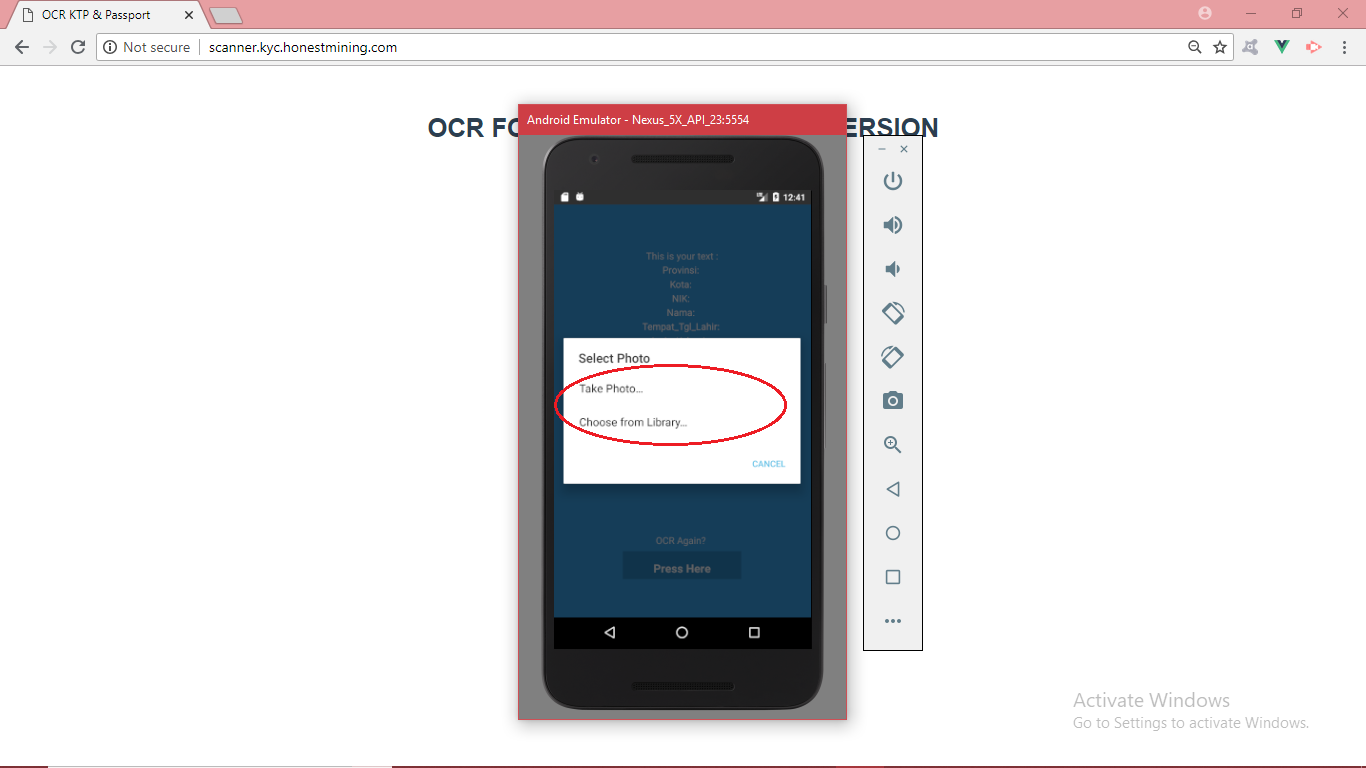 OCR KTP & Passport
Not secure
scanner.kyc.honestmining.com
OCR FO
ERSION
Android Emulator - Nexus_5X_API_23:5554
12:41
This is your text :
Provinsi:
Kota:
NIK:
Nama:
Tempat_Tgl_Lahir:
Select Photo
Take Photo...
Choose from Library...
CANCEL
OCR Again?
Press Here
Activate Windows
Go to Settings to activate Windows.